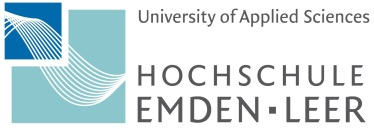 University of Applied Sciences
HOCHSCHULE
EMDEN▪LEER